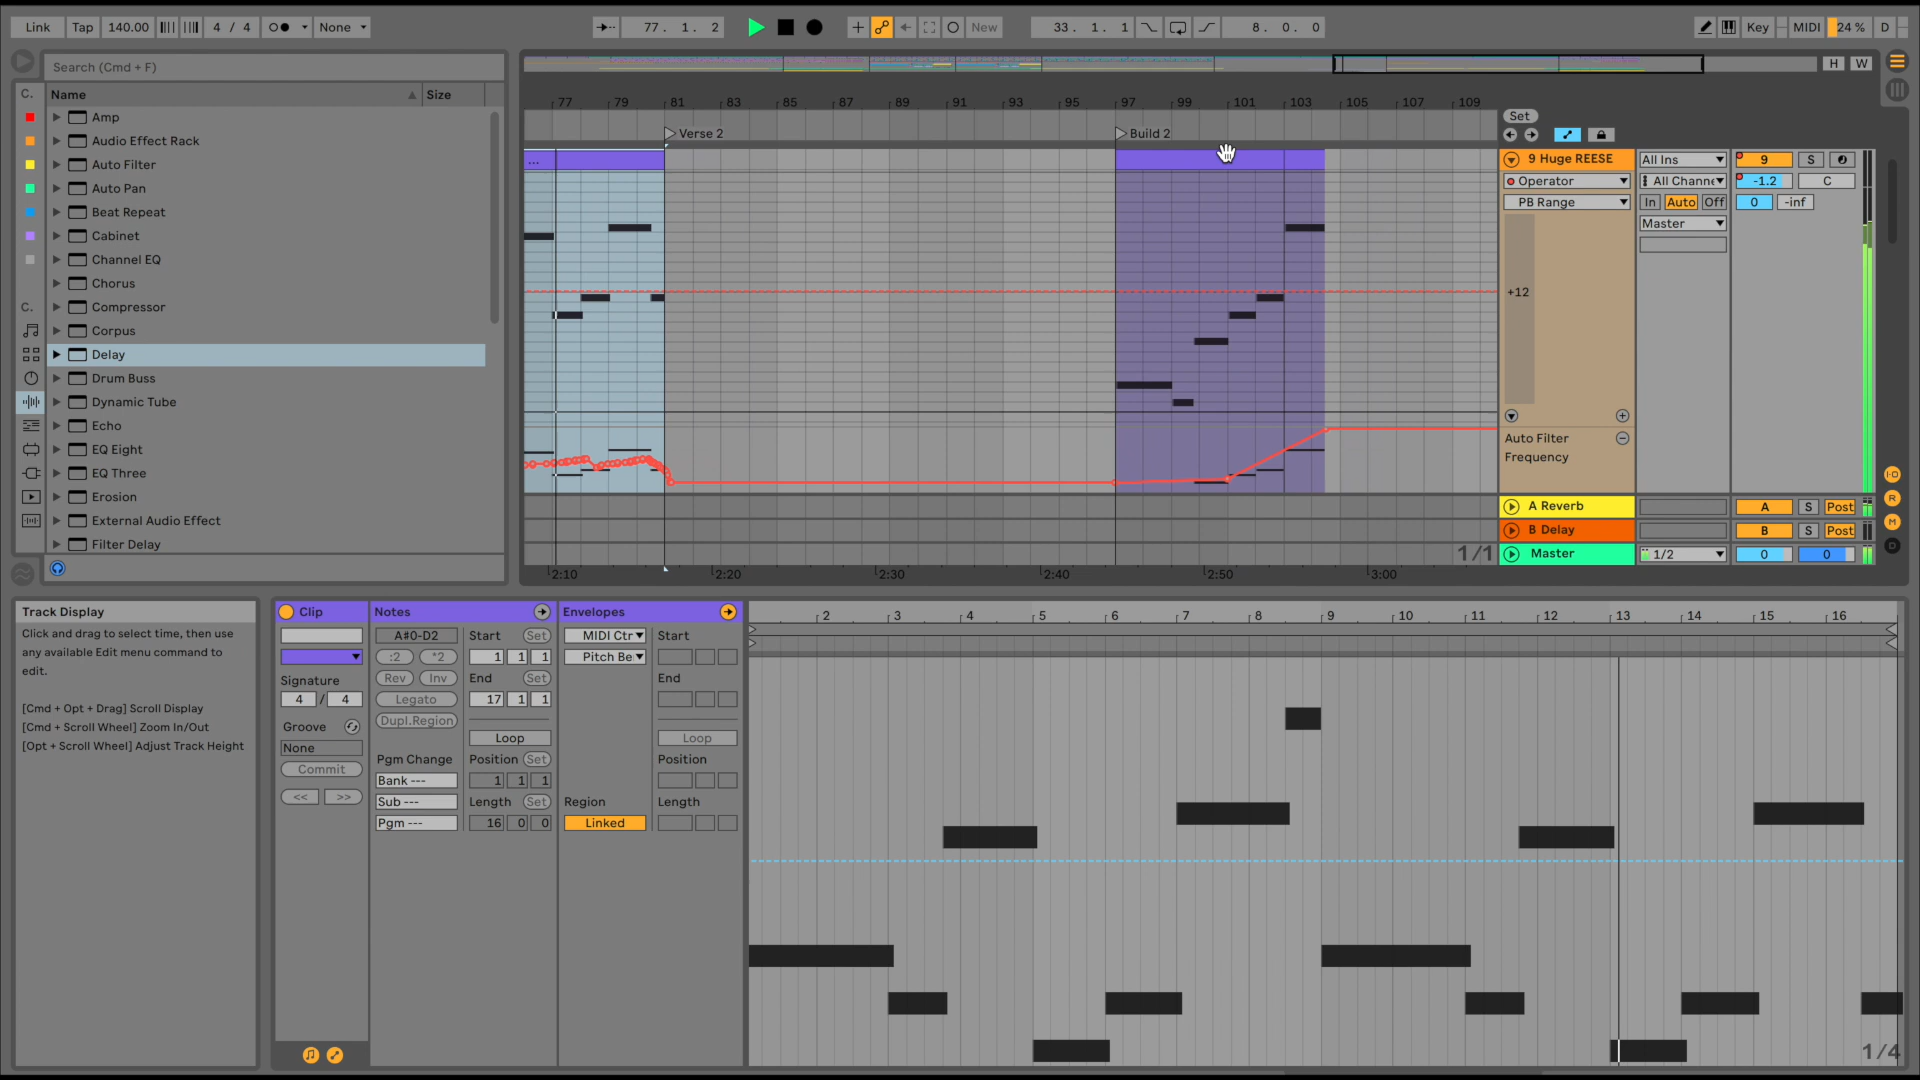 Link Tap 140.00 4 / 4 None 77. 1. 2 New 33. 1. 1 8. 0. 0 Key MIDI 24 % D
Search (Cmd + F)
H W
C. Name Size
77 79 81 83 85 87 89 91 93 95 97 99 101 103 105 107 109
Set
Verse 2 Build 2
Amp
Audio Effect Rack
Auto Filter
Auto Pan
Beat Repeat
Cabinet
Channel EQ
Chorus
C.
Compressor
Corpus
Delay
Drum Buss
Dynamic Tube
Echo
EQ Eight
EQ Three
Erosion
External Audio Effect
Filter Delay
...
9 Huge REESE All Ins 9 S
Operator All Channe -1.2 C
PB Range In Auto Off 0 -inf
Master
+12
Auto Filter
Frequency
I·O
R
M
D
A Reverb A S Post
B Delay B S Post
1/1 Master 1/2 0 0
2:10 2:20 2:30 2:40 2:50 3:00
Track Display
Click and drag to select time, then use
any available Edit menu command to
edit.
[Cmd + Opt + Drag] Scroll Display
[Cmd + Scroll Wheel] Zoom In/Out
[Opt + Scroll Wheel] Adjust Track Height
Clip
Signature
4 / 4
Groove
None
Commit
<< >>
Notes
A#0-D2 Start Set
:2 *2 1 1 1
Rev Inv End Set
Legato 17 1 1
Dupl.Region
Loop
Pgm Change Position Set
Bank --- 1 1 1
Sub --- Length Set
Pgm --- 16 0 0
Envelopes
MIDI Ctr Start
Pitch Be
End
Loop
Position
Region Length
Linked
2 3 4 5 6 7 8 9 10 11 12 13 14 15 16
1/4